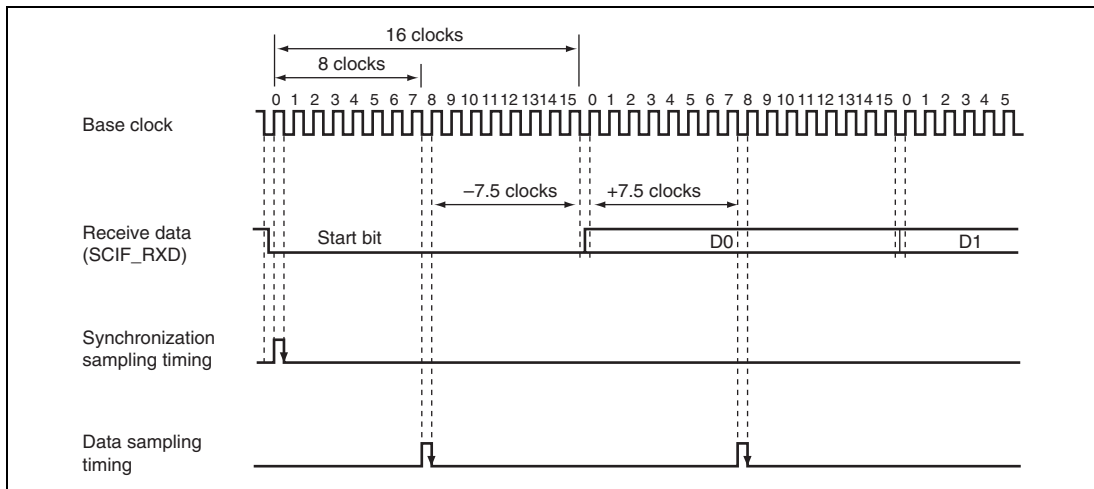 16 clocks
8 clocks
0 1 2 3 4 5 6 7 8 9 10 11 12 13 14 15 0 1 2 3 4 5 6 7 8 9 10 11 12 13 14 15 0 1 2 3 4 5
Base clock
–7.5 clocks +7.5 clocks
Receive data
(SCIF_RXD)
Start bit D0 D1
Synchronization
sampling timing
Data sampling
timing